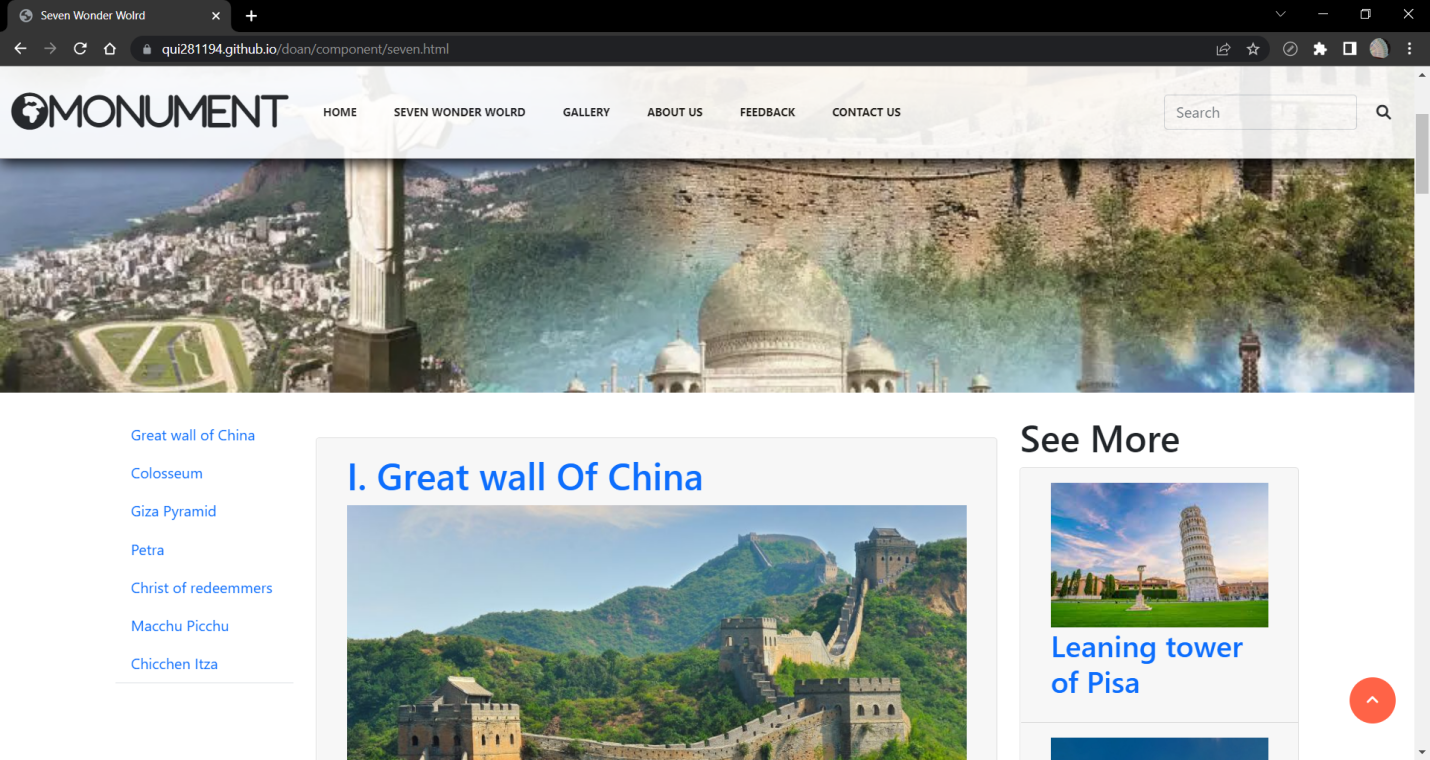 Seven Wonder Wolrd
qui281194.github.io/doan/component/seven.html
MONUMENT
HOME
SEVEN WONDER WOLRD
GALLERY
ABOUT US
FEEDBACK
CONTACT US
Search
Great wall of China
Colosseum
Giza Pyramid
Petra
Christ of redeemmers
Macchu Picchu
Chicchen Itza
I. Great wall Of China
See More
Leaning tower
of Pisa